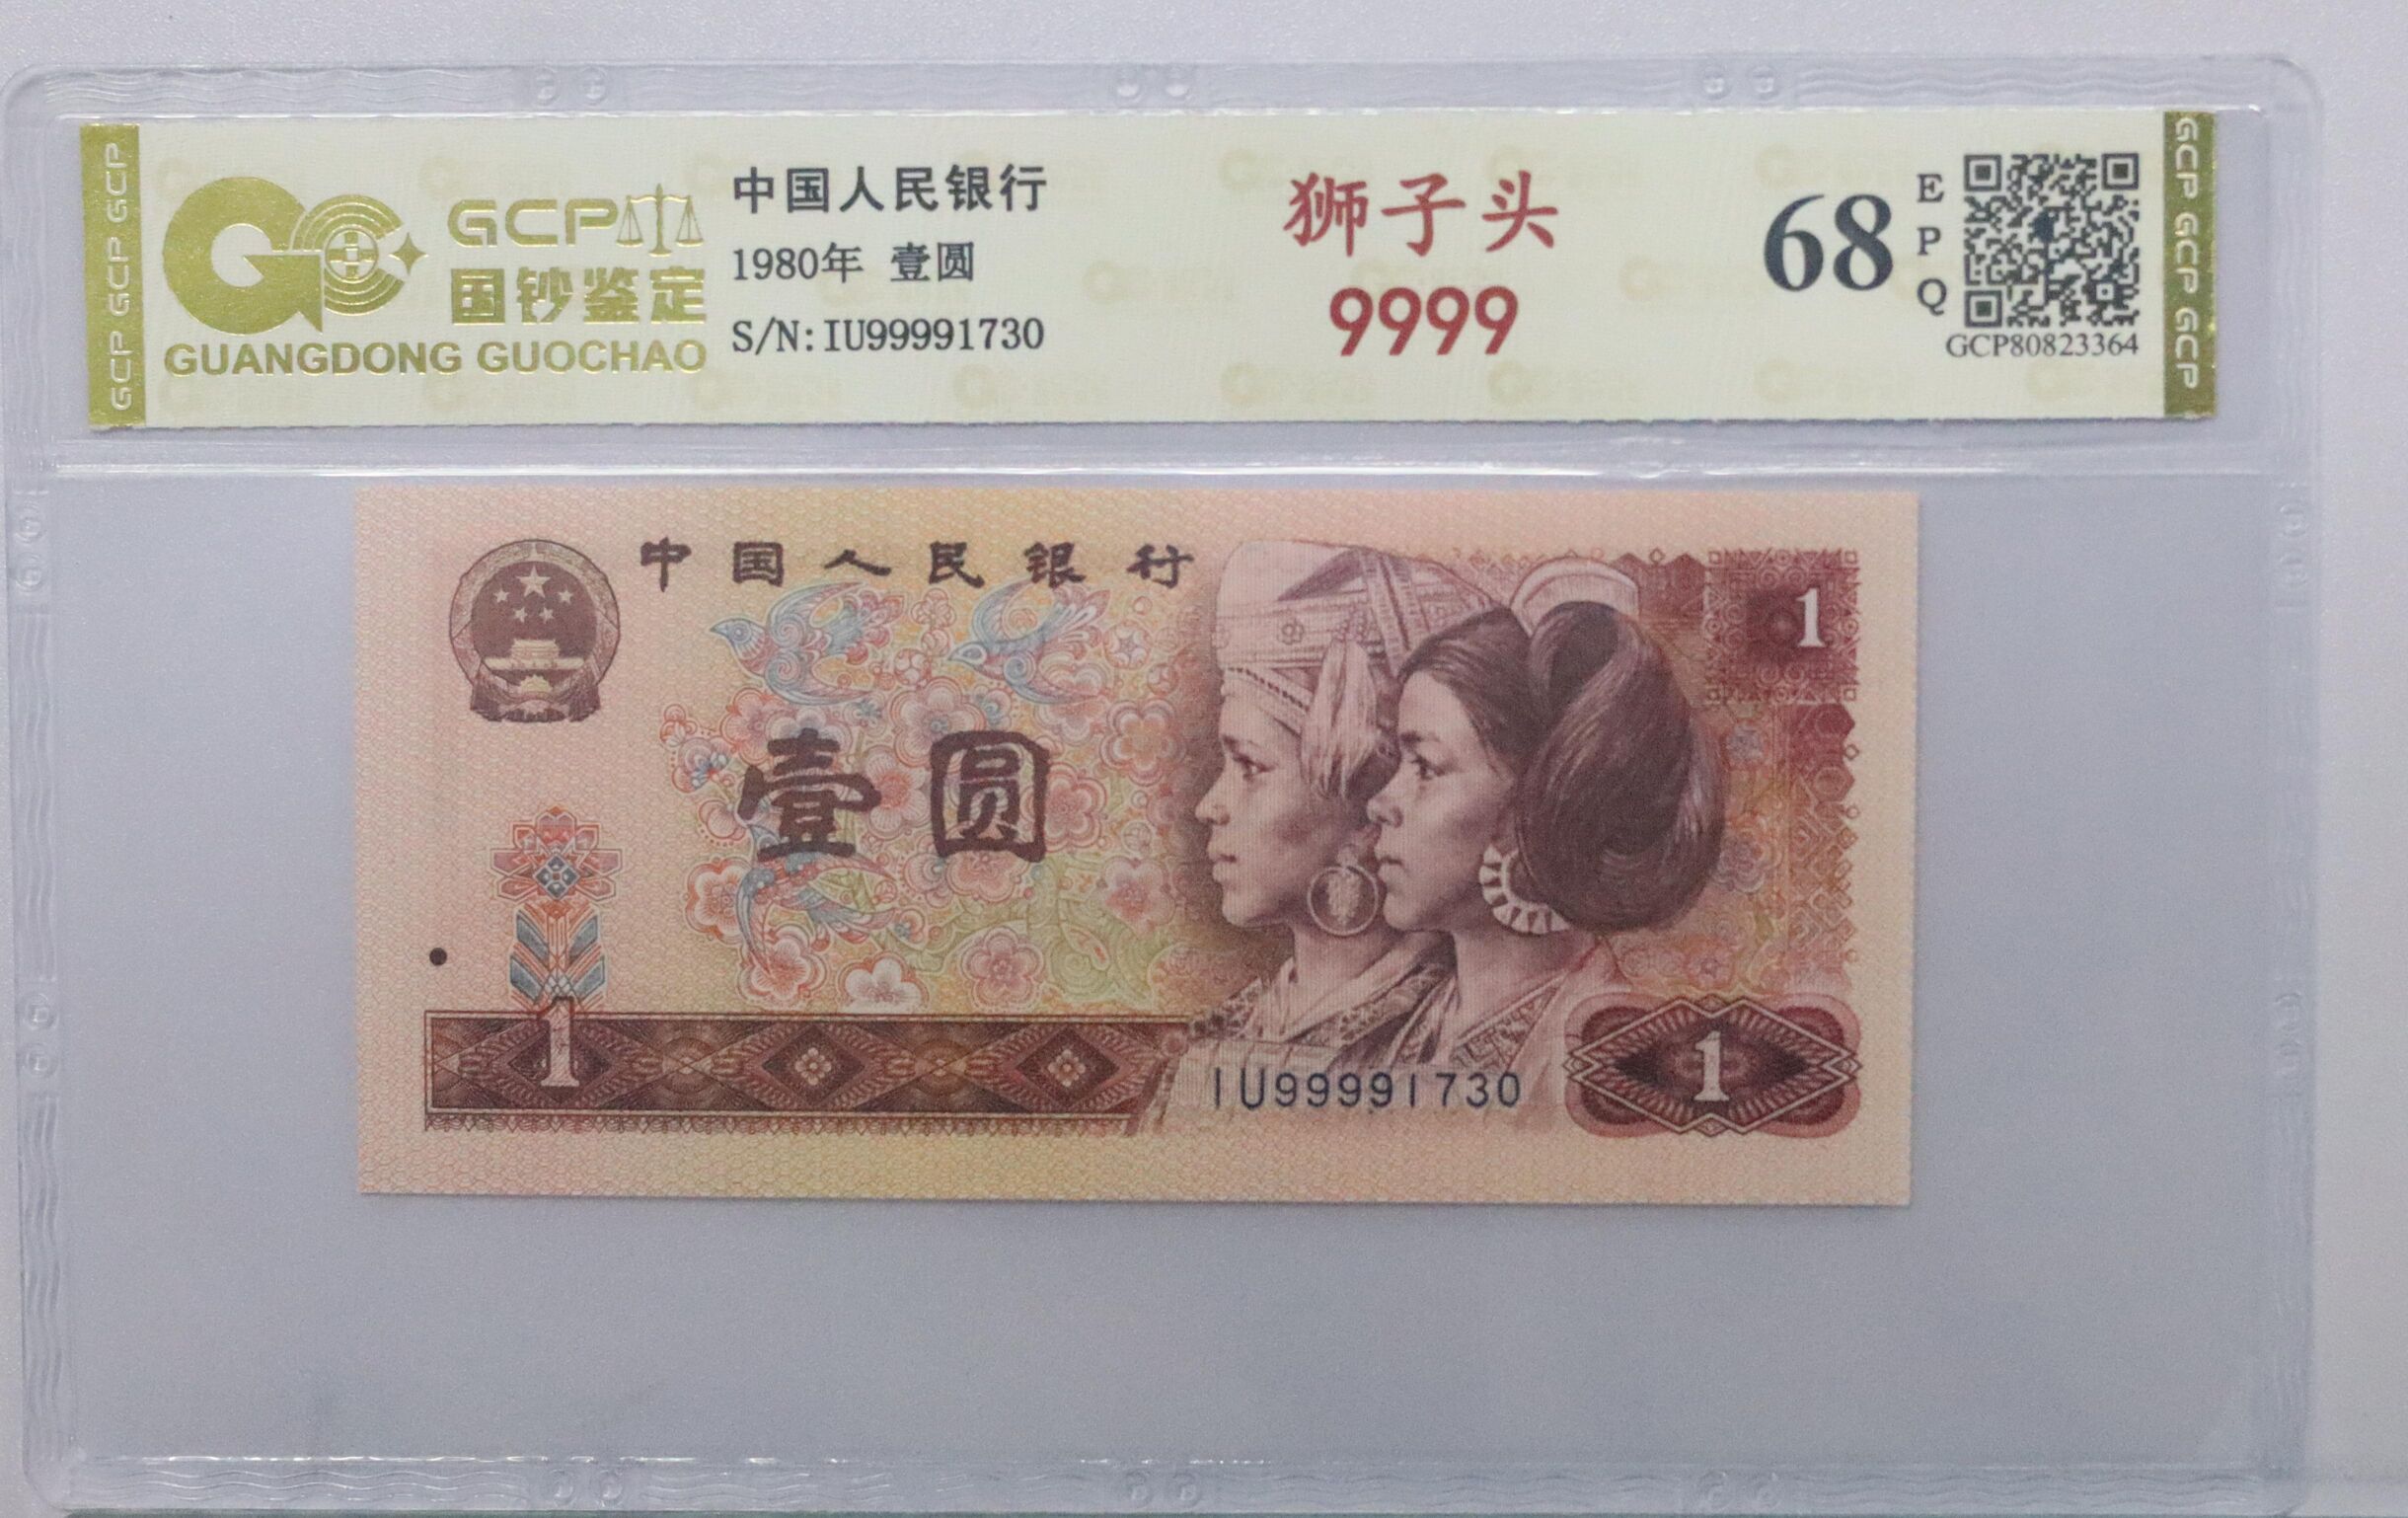 GCP GCP GCP
GCP
国钞鉴定
GUANGDONG GUOCHAO
中国人民银行
1980年 壹圆
S/N:IU99991730
狮子头
9999
68
EPQ
GCP80823364
GCP GCP GCP
中国人民银行
1
壹圆
1
IU99991730
1